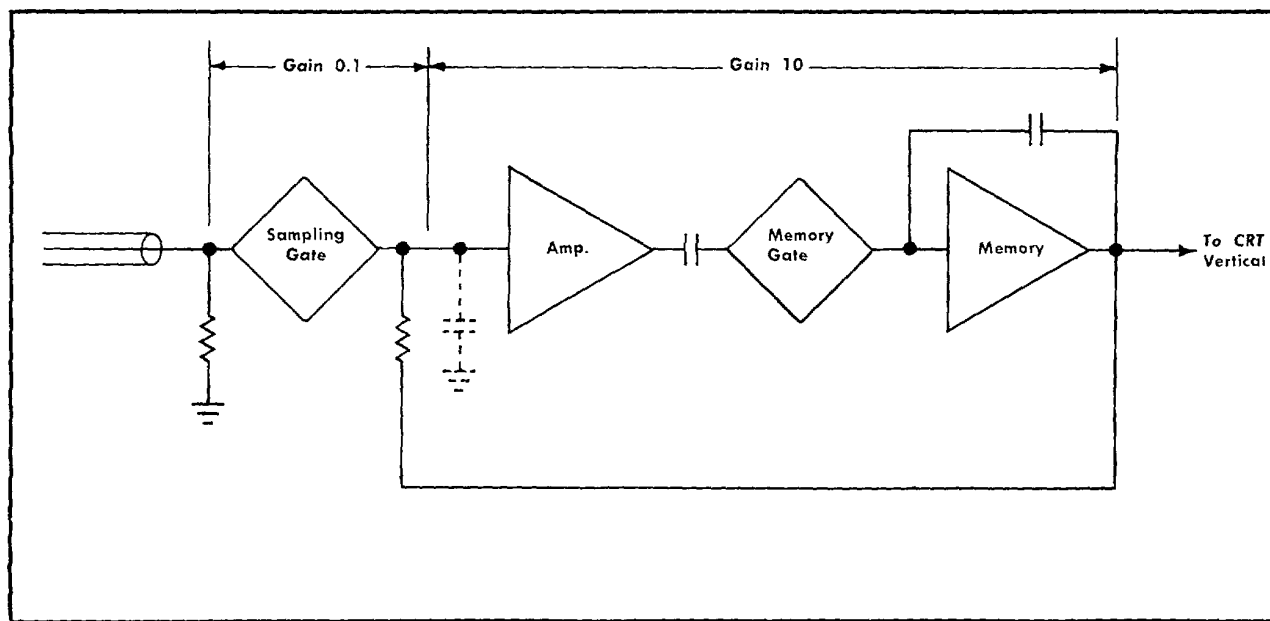 Gain 0.1
Gain 10
Sampling
Gate
Amp.
Memory
Gate
Memory
To CRT
Vertical